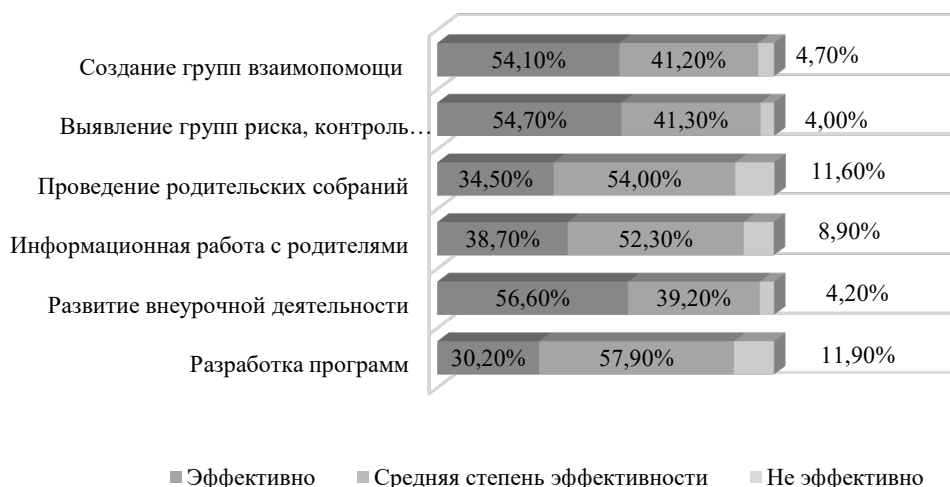 Создание групп взаимопомощи 54,10% 41,20% 4,70%
Выявление групп риска, контроль… 54,70% 41,30% 4,00%
Проведение родительских собраний 34,50% 54,00% 11,60%
Информационная работа с родителями 38,70% 52,30% 8,90%
Развитие внеурочной деятельности 56,60% 39,20% 4,20%
Разработка программ 30,20% 57,90% 11,90%
Эффективно Средняя степень эффективности Не эффективно